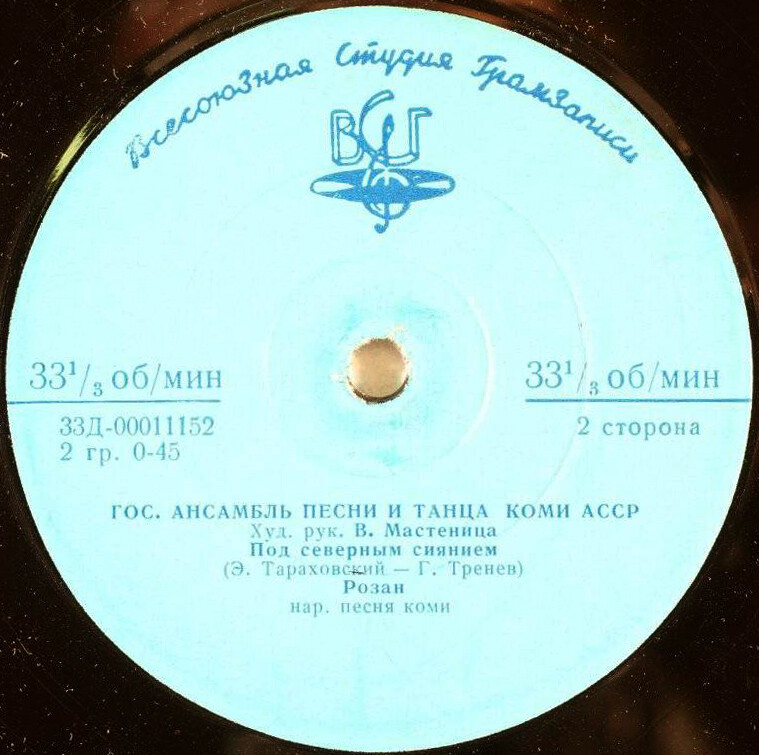 Всесоюзная Студия Грамзаписи
ВСГ
33¹/₃ об/мин
33¹/₃ об/мин
33Д-00011152
2 гр. 0-45
2 сторона
ГОС. АНСАМБЛЬ ПЕСНИ И ТАНЦА КОМИ АССР
Худ. рук. В. Мастеница
Под северным сиянием
(Э. Тараховский — Г. Тренев)
Розан
нар. песня коми